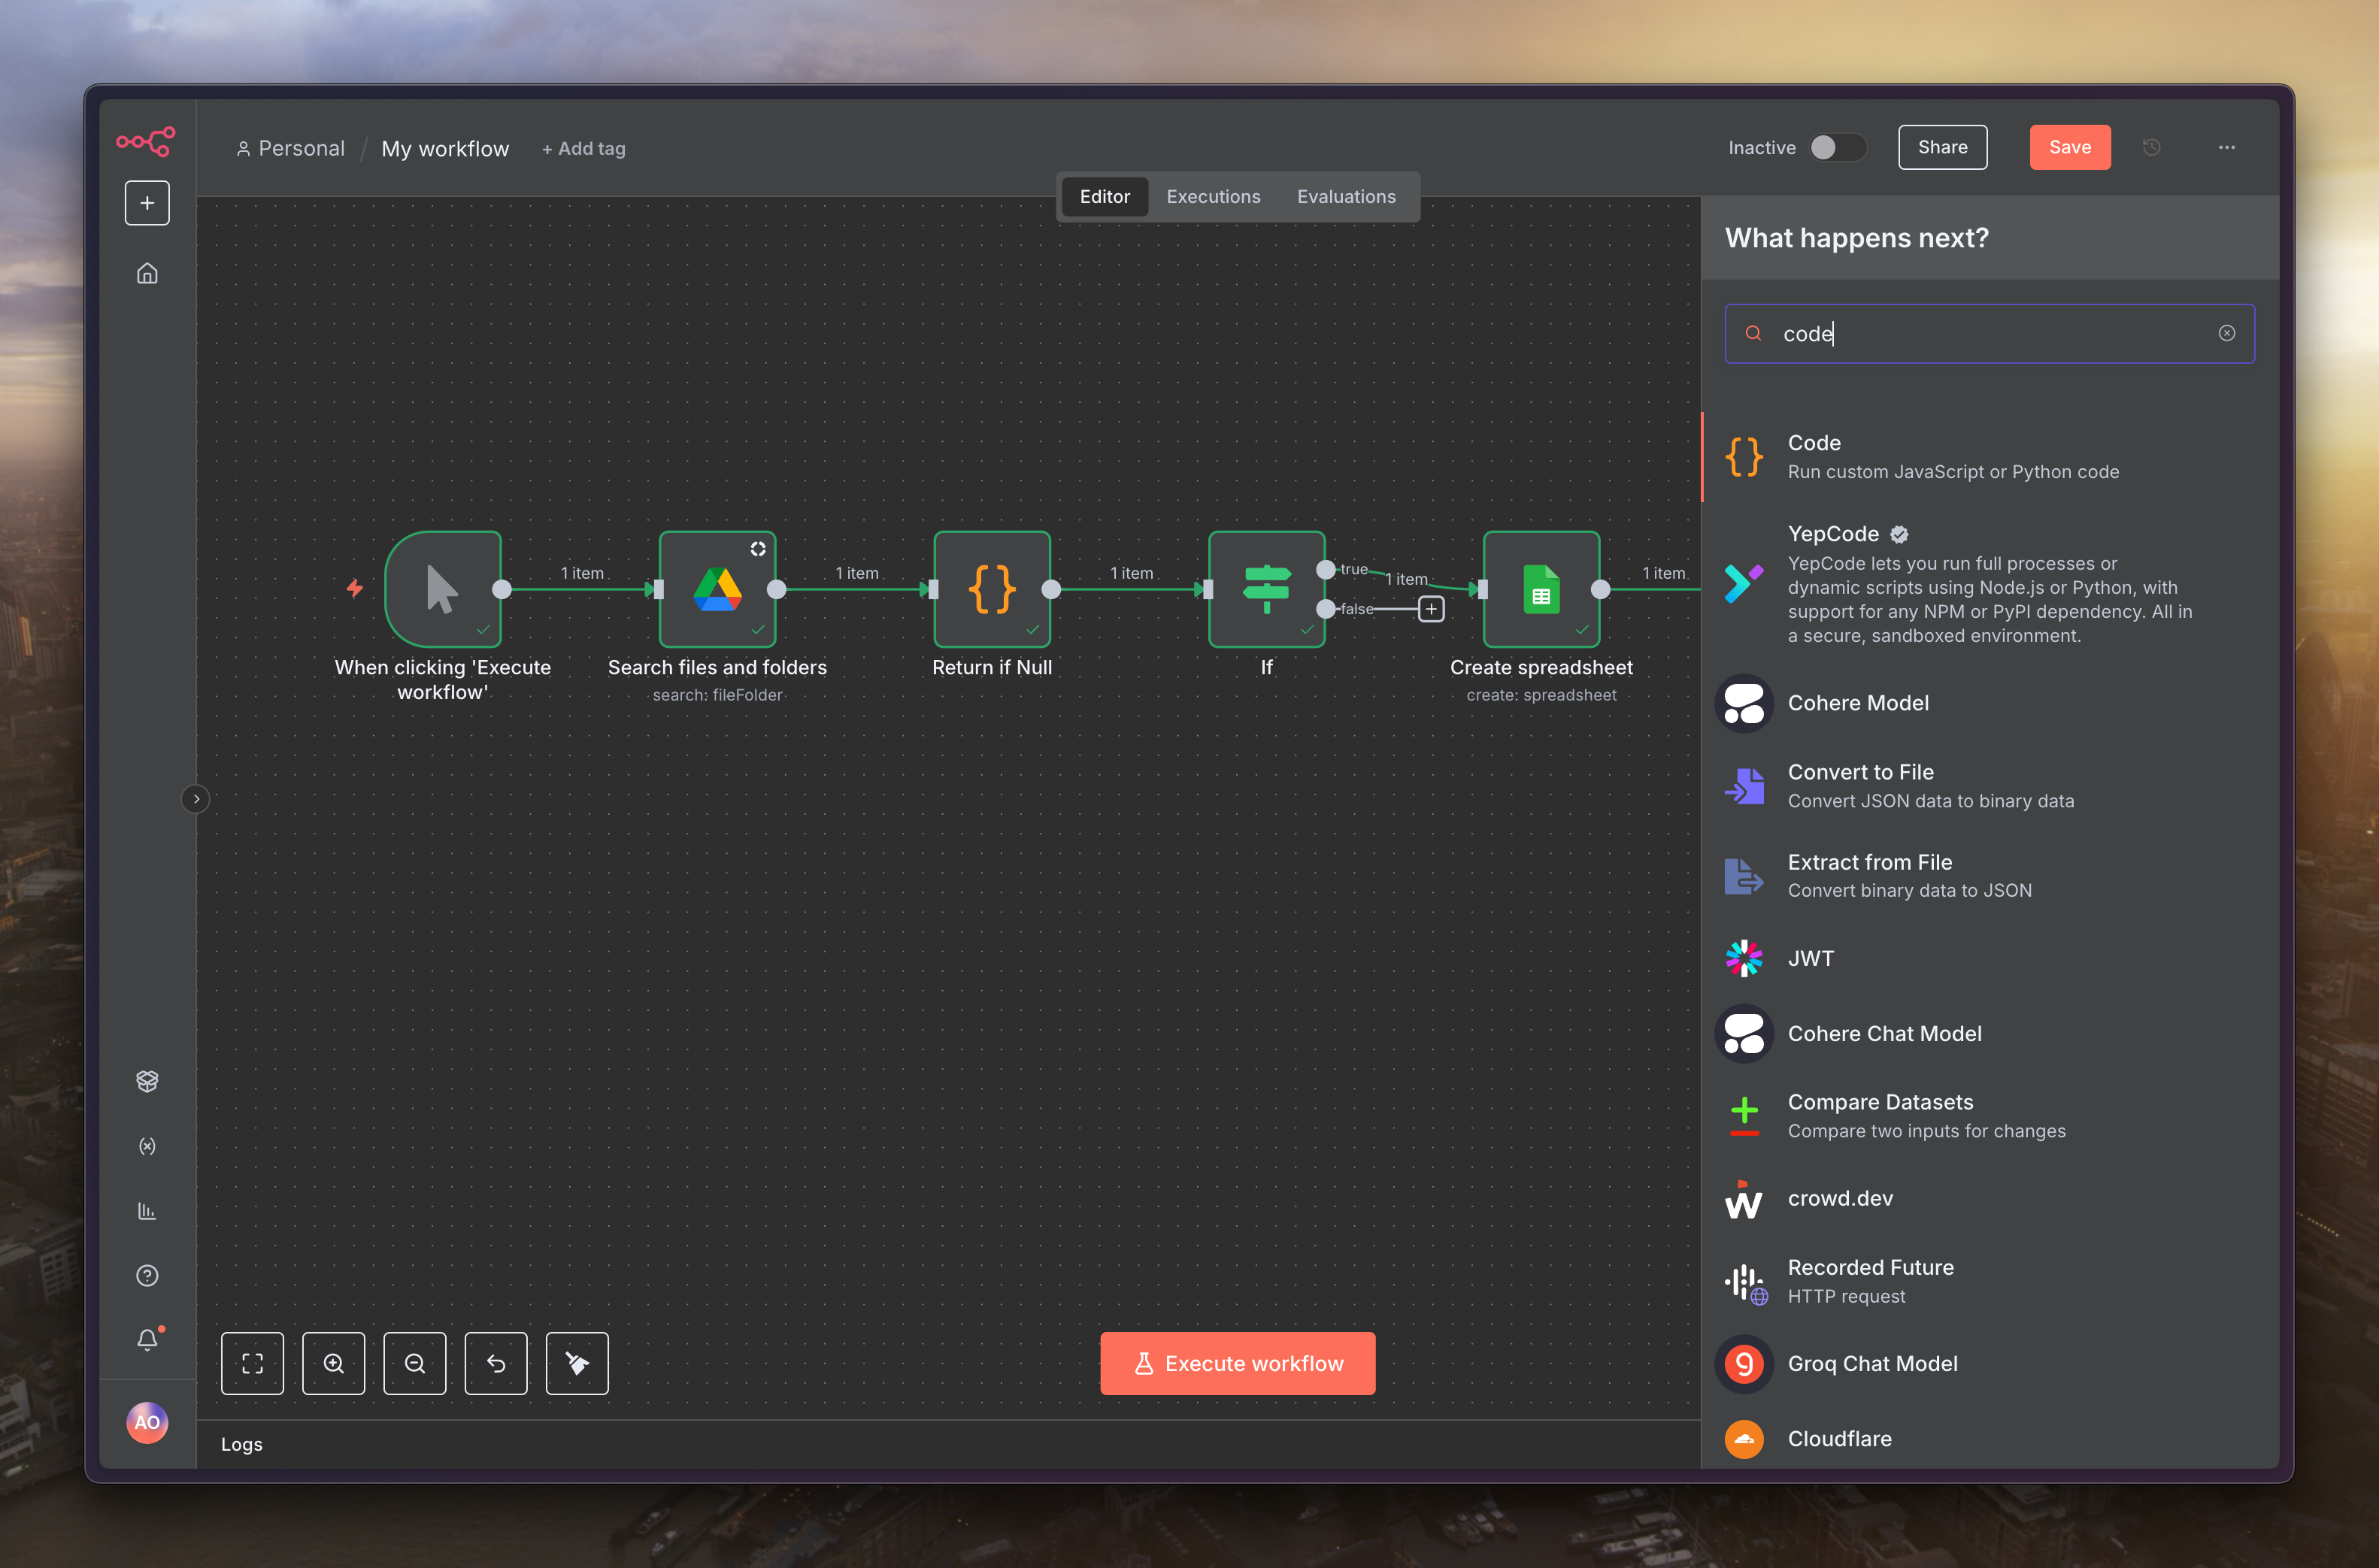 Personal / My workflow + Add tag
Inactive
Share
Save
Editor
Executions
Evaluations
What happens next?
code
1 item
1 item
1 item
true
1 item
false
1 item
When clicking 'Execute
workflow'
Search files and folders
search: fileFolder
Return if Null
If
Create spreadsheet
create: spreadsheet
Code
Run custom JavaScript or Python code
YepCode
YepCode lets you run full processes or
dynamic scripts using Node.js or Python, with
support for any NPM or PyPI dependency. All in
a secure, sandboxed environment.
Cohere Model
Convert to File
Convert JSON data to binary data
Extract from File
Convert binary data to JSON
JWT
Cohere Chat Model
Compare Datasets
Compare two inputs for changes
crowd.dev
Recorded Future
HTTP request
Groq Chat Model
Cloudflare
Execute workflow
AO
Logs